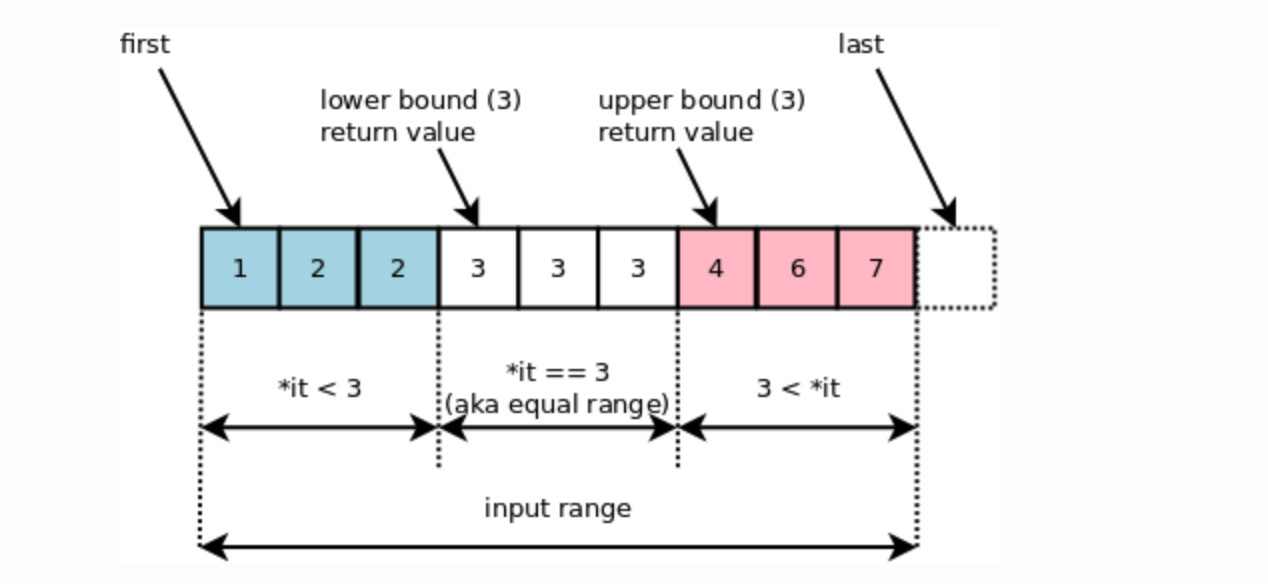 first
last
lower bound (3)
return value
upper bound (3)
return value
1 2 2 3 3 3 4 6 7
*it < 3
*it == 3
(aka equal range)
3 < *it
input range